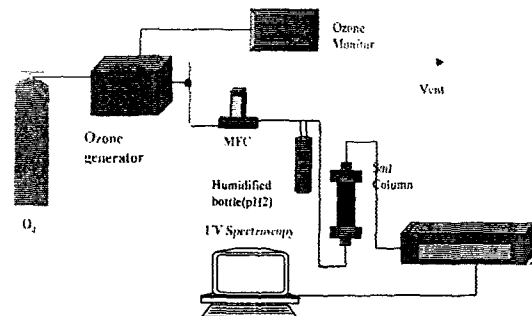 Ozone
Monitor
Vent
Ozone
generator
MFC
O₂
Humidified
bottle(pH2)
Soil
Column
UV Spectroscopy